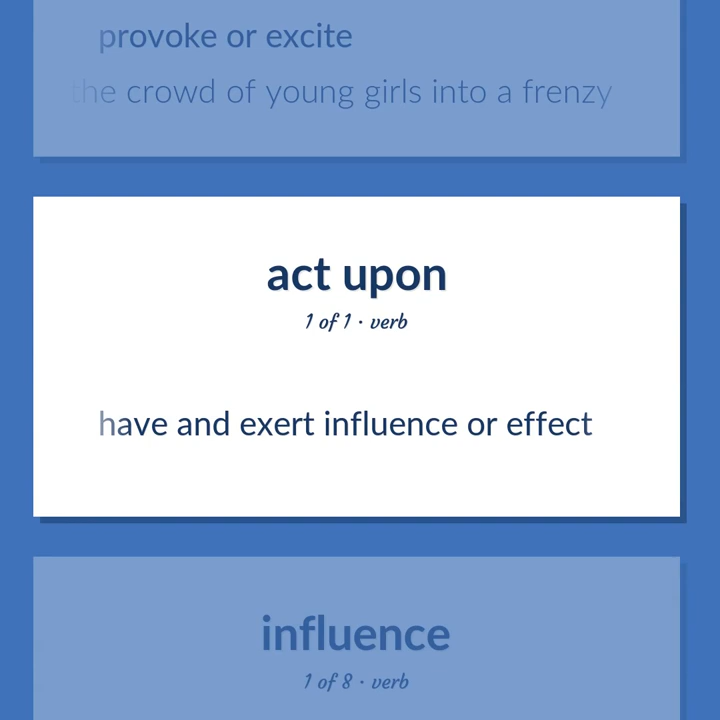 provoke or excite
the crowd of young girls into a frenzy
act upon
1 of 1 · verb
have and exert influence or effect
influence
1 of 8 · verb